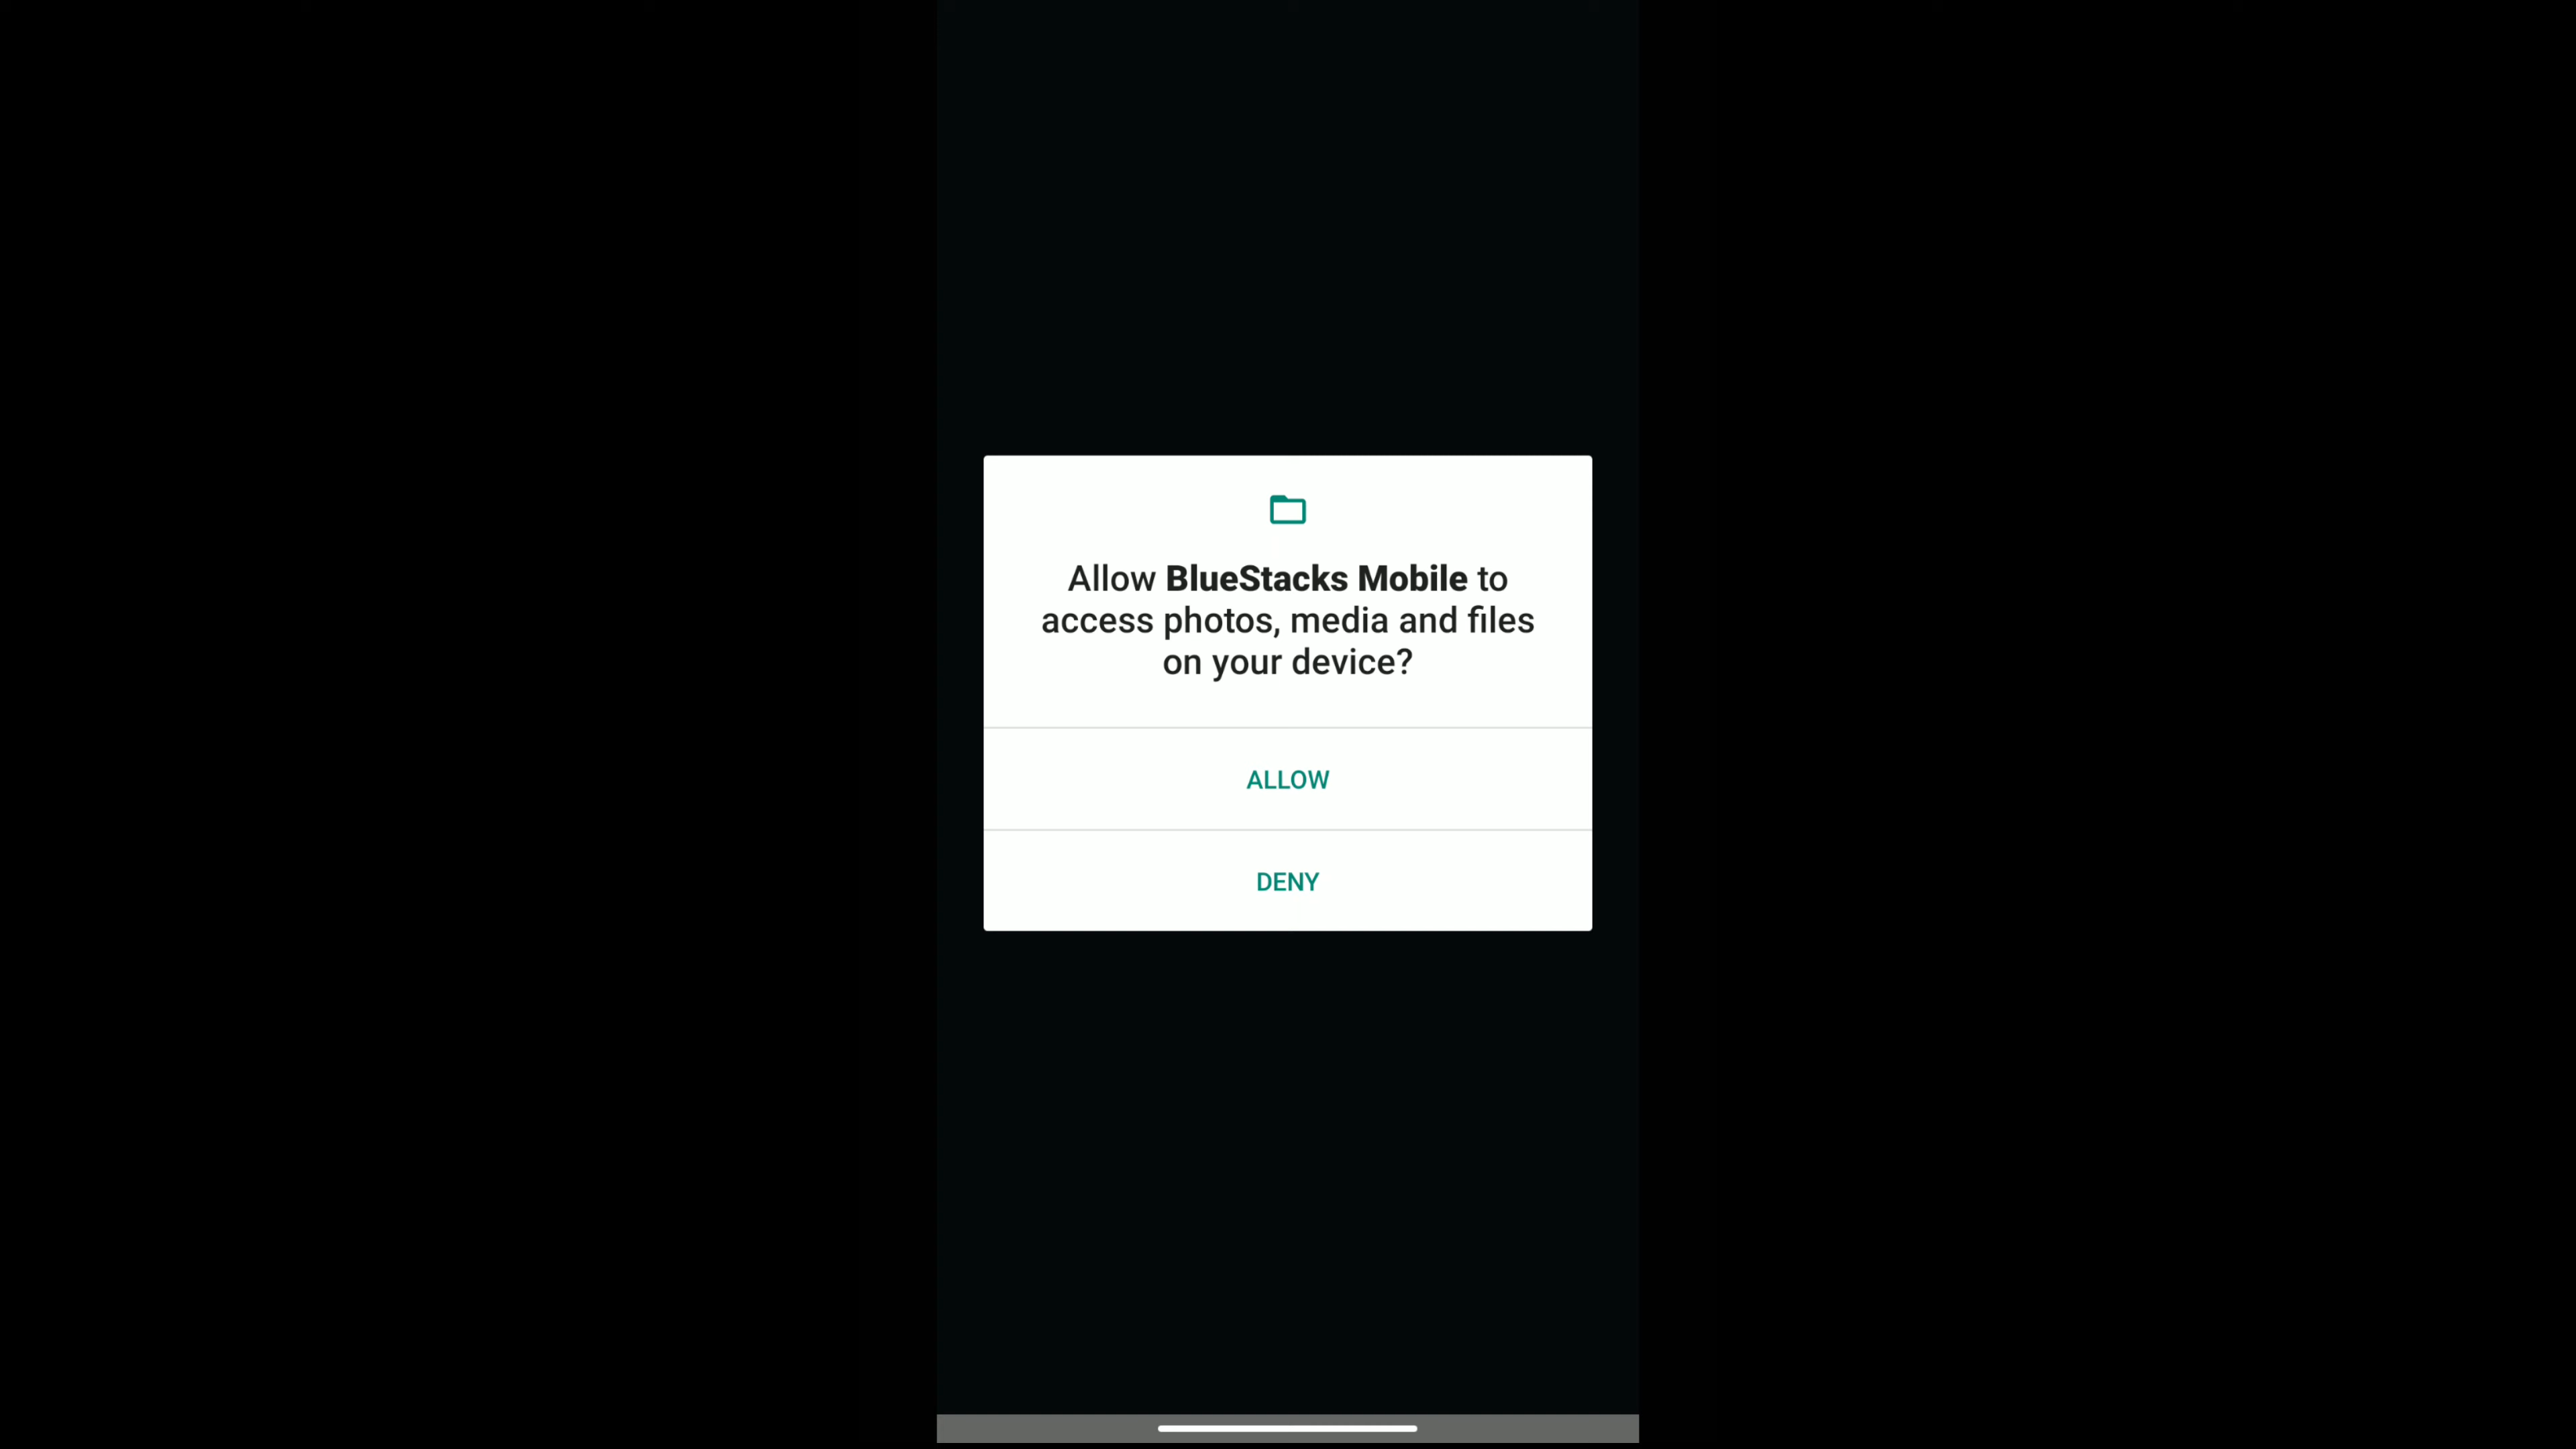 Allow BlueStacks Mobile to
access photos, media and files
on your device?
ALLOW
DENY